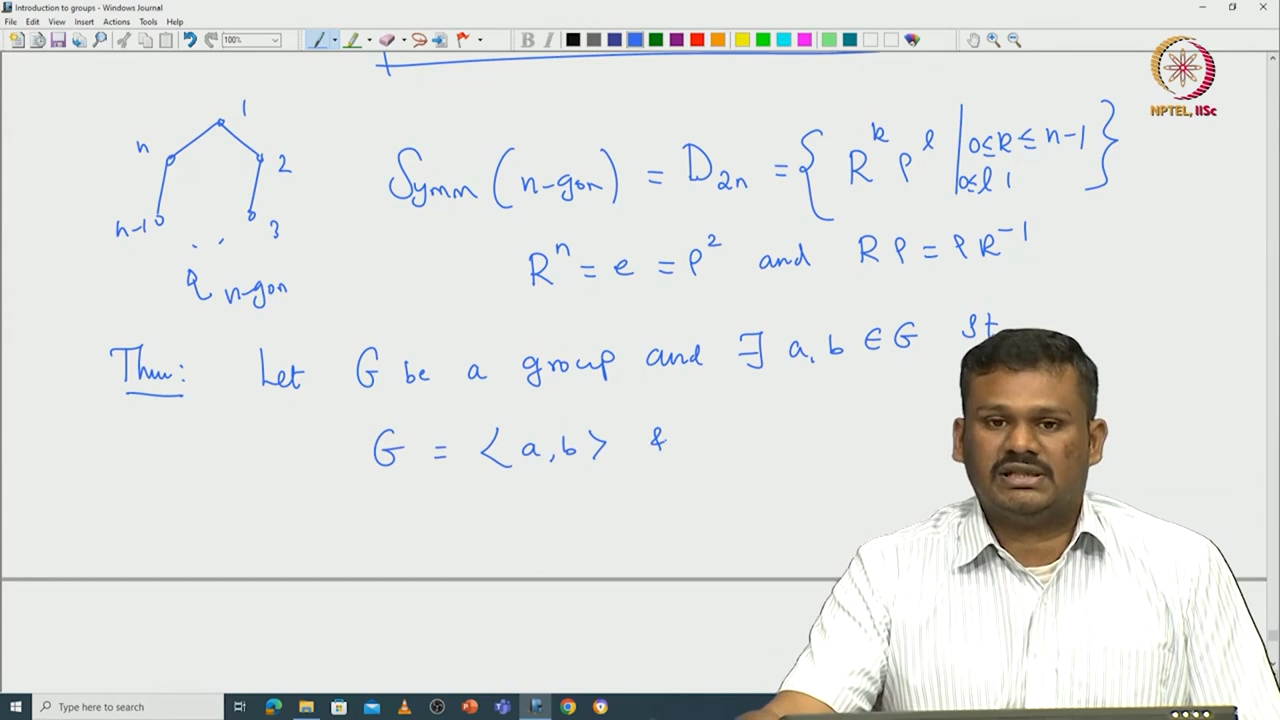 Introduction to groups - Windows Journal
File Edit View Insert Actions Tools Help
100%
B I
NPTEL, IISc
1
n
2
n-1
3
n-gon
Symm (n-gon) = D_{2n} = { R^k ρ^l | 0≤k≤n-1
0≤l 1 }
R^n = e = ρ^2 and Rρ = ρR^{-1}
Thm: Let G be a group and ∃ a, b ∈ G st
G = <a, b> &
Type here to search